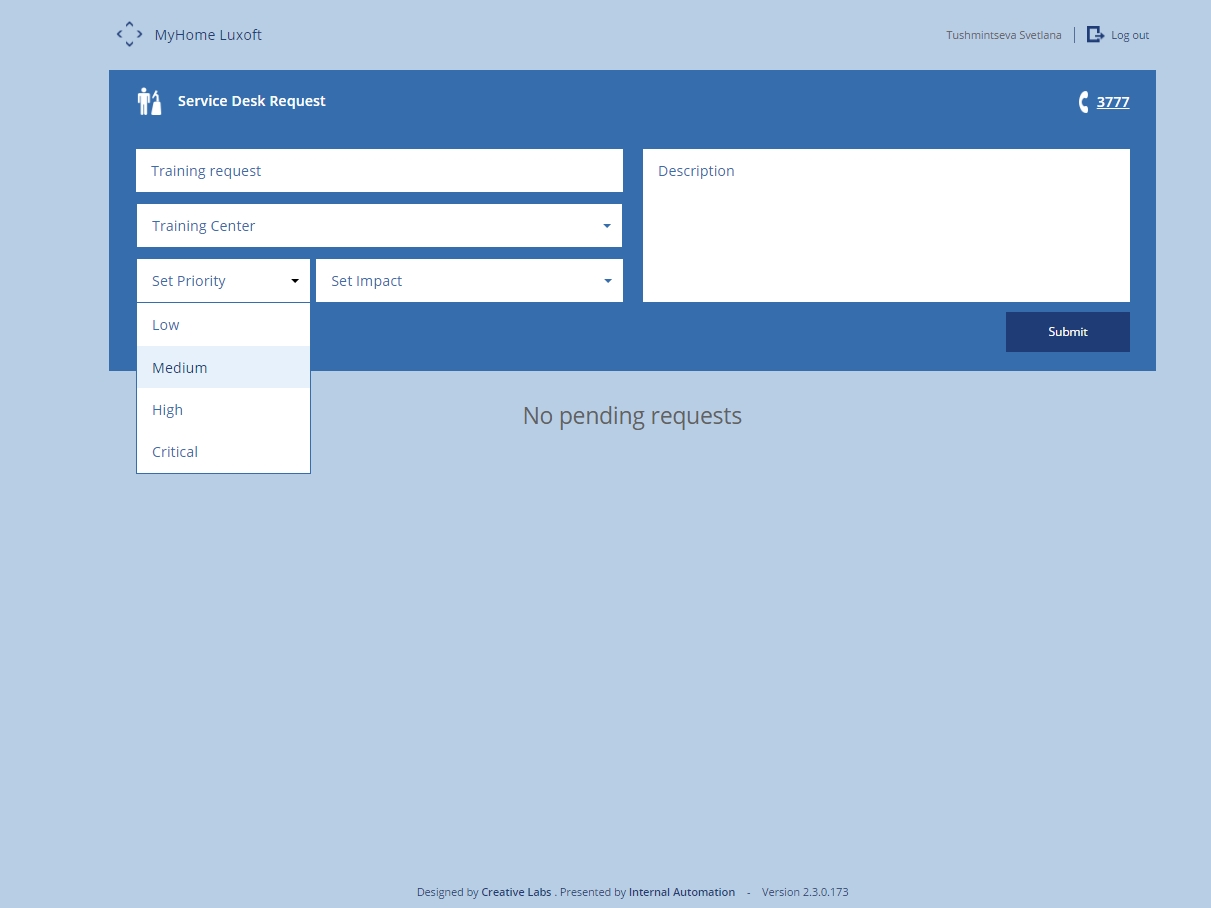 MyHome Luxoft
Tushmintseva Svetlana
Log out
Service Desk Request
3777
Training request
Description
Training Center
Set Priority
Set Impact
Low
Medium
High
Critical
Submit
No pending requests
Designed by Creative Labs . Presented by Internal Automation - Version 2.3.0.173